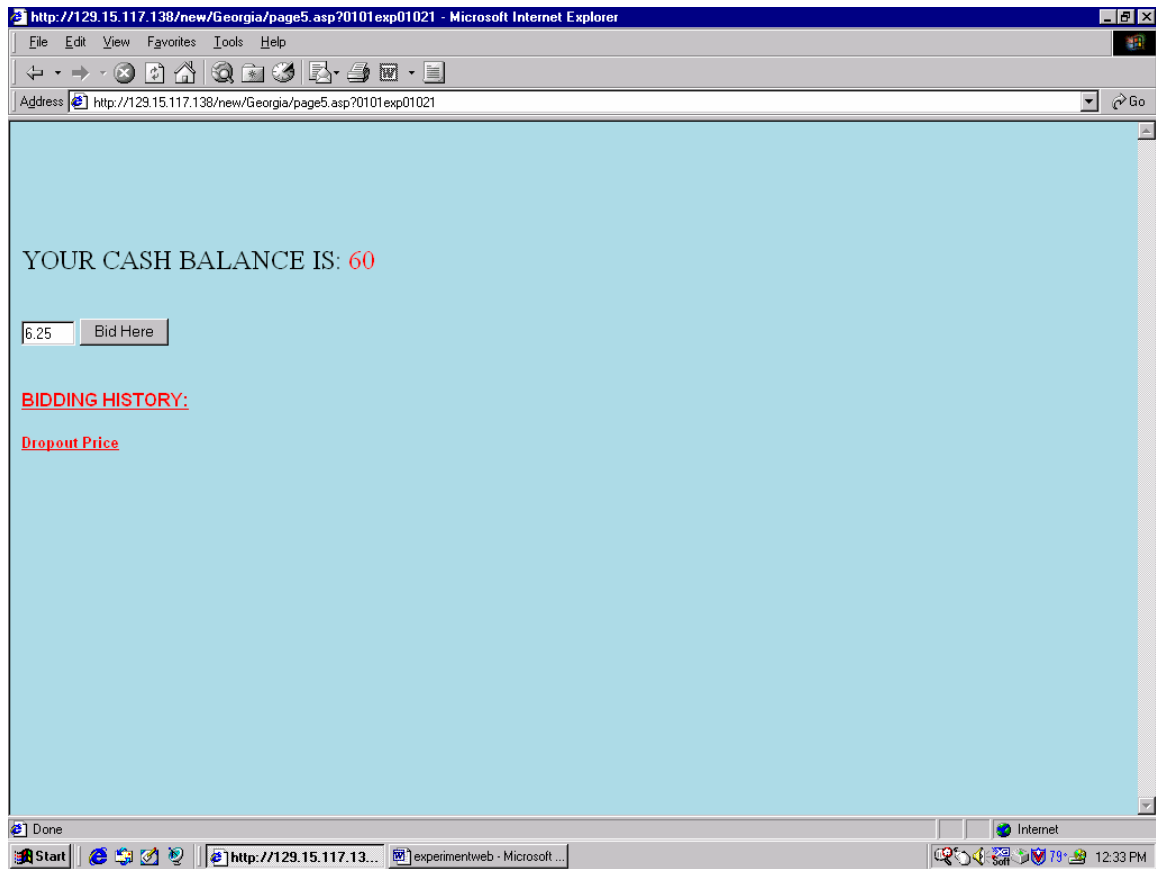 http://129.15.117.138/new/Georgia/page5.asp?0101exp01021 - Microsoft Internet Explorer
File Edit View Favorites Tools Help
Address http://129.15.117.138/new/Georgia/page5.asp?0101exp01021 Go
YOUR CASH BALANCE IS: 60
6.25 Bid Here
BIDDING HISTORY:
Dropout Price
Done Internet
Start http://129.15.117.13... experimentweb - Microsoft ... 79° 12:33 PM